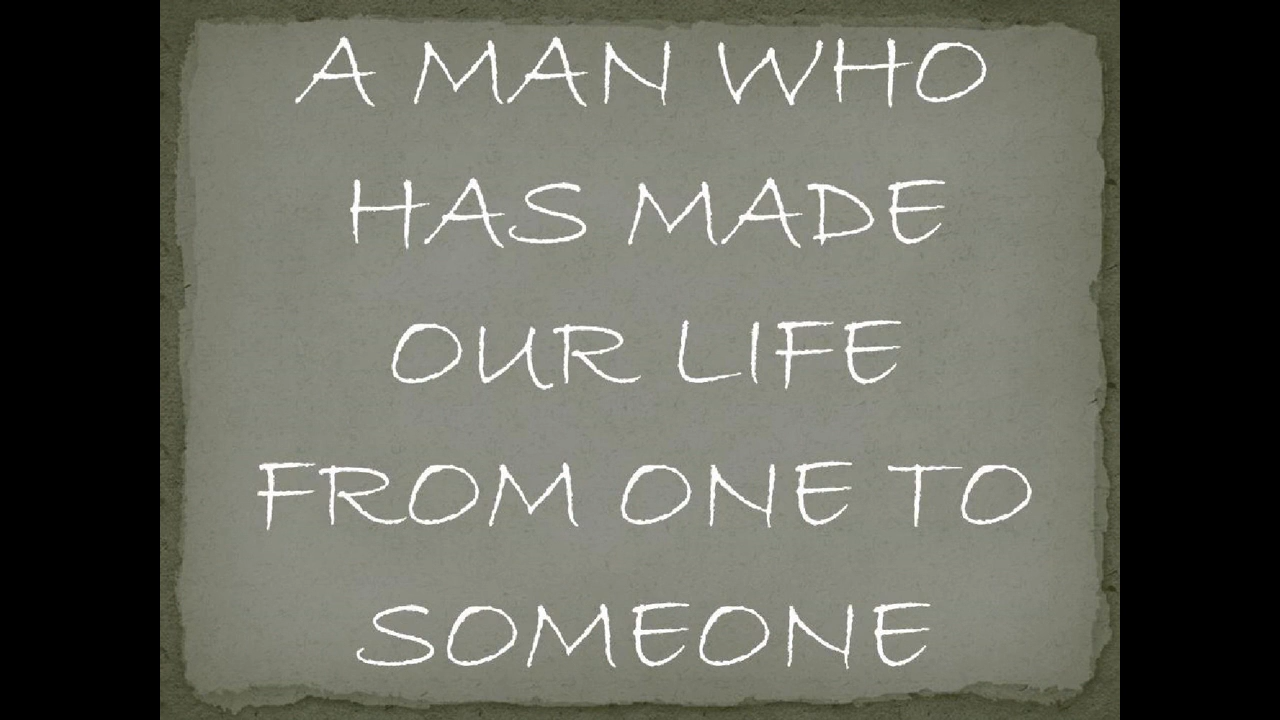 A MAN WHO
HAS MADE
OUR LIFE
FROM ONE TO
SOMEONE